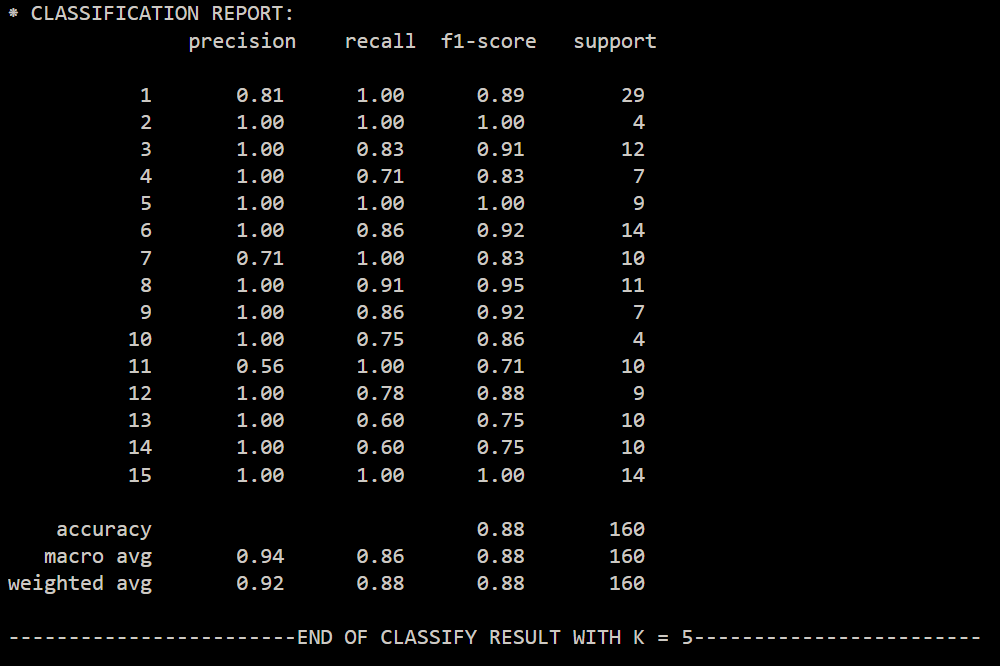 * CLASSIFICATION REPORT:
precision recall f1-score support
1 0.81 1.00 0.89 29
2 1.00 1.00 1.00 4
3 1.00 0.83 0.91 12
4 1.00 0.71 0.83 7
5 1.00 1.00 1.00 9
6 1.00 0.86 0.92 14
7 0.71 1.00 0.83 10
8 1.00 0.91 0.95 11
9 1.00 0.86 0.92 7
10 1.00 0.75 0.86 4
11 0.56 1.00 0.71 10
12 1.00 0.78 0.88 9
13 1.00 0.60 0.75 10
14 1.00 0.60 0.75 10
15 1.00 1.00 1.00 14
accuracy 0.88 160
macro avg 0.94 0.86 0.88 160
weighted avg 0.92 0.88 0.88 160
------------------------END OF CLASSIFY RESULT WITH K = 5------------------------